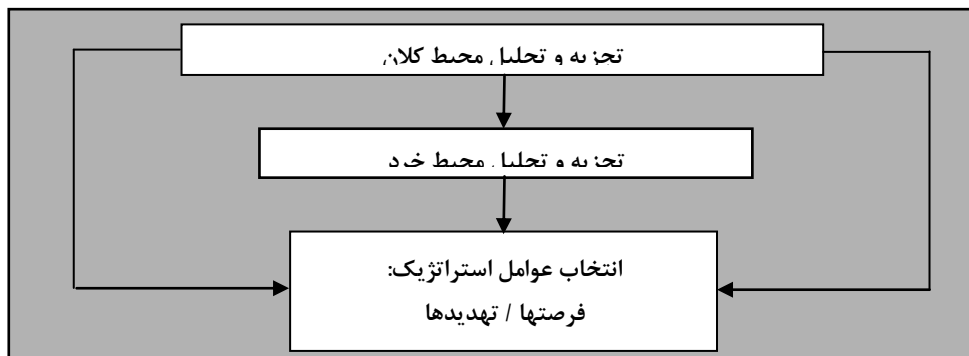 تجزیه و تحلیل محیط کلان
تجزیه و تحلیل محیط خرد
انتخاب عوامل استراتژیک:
فرصتها / تهدیدها